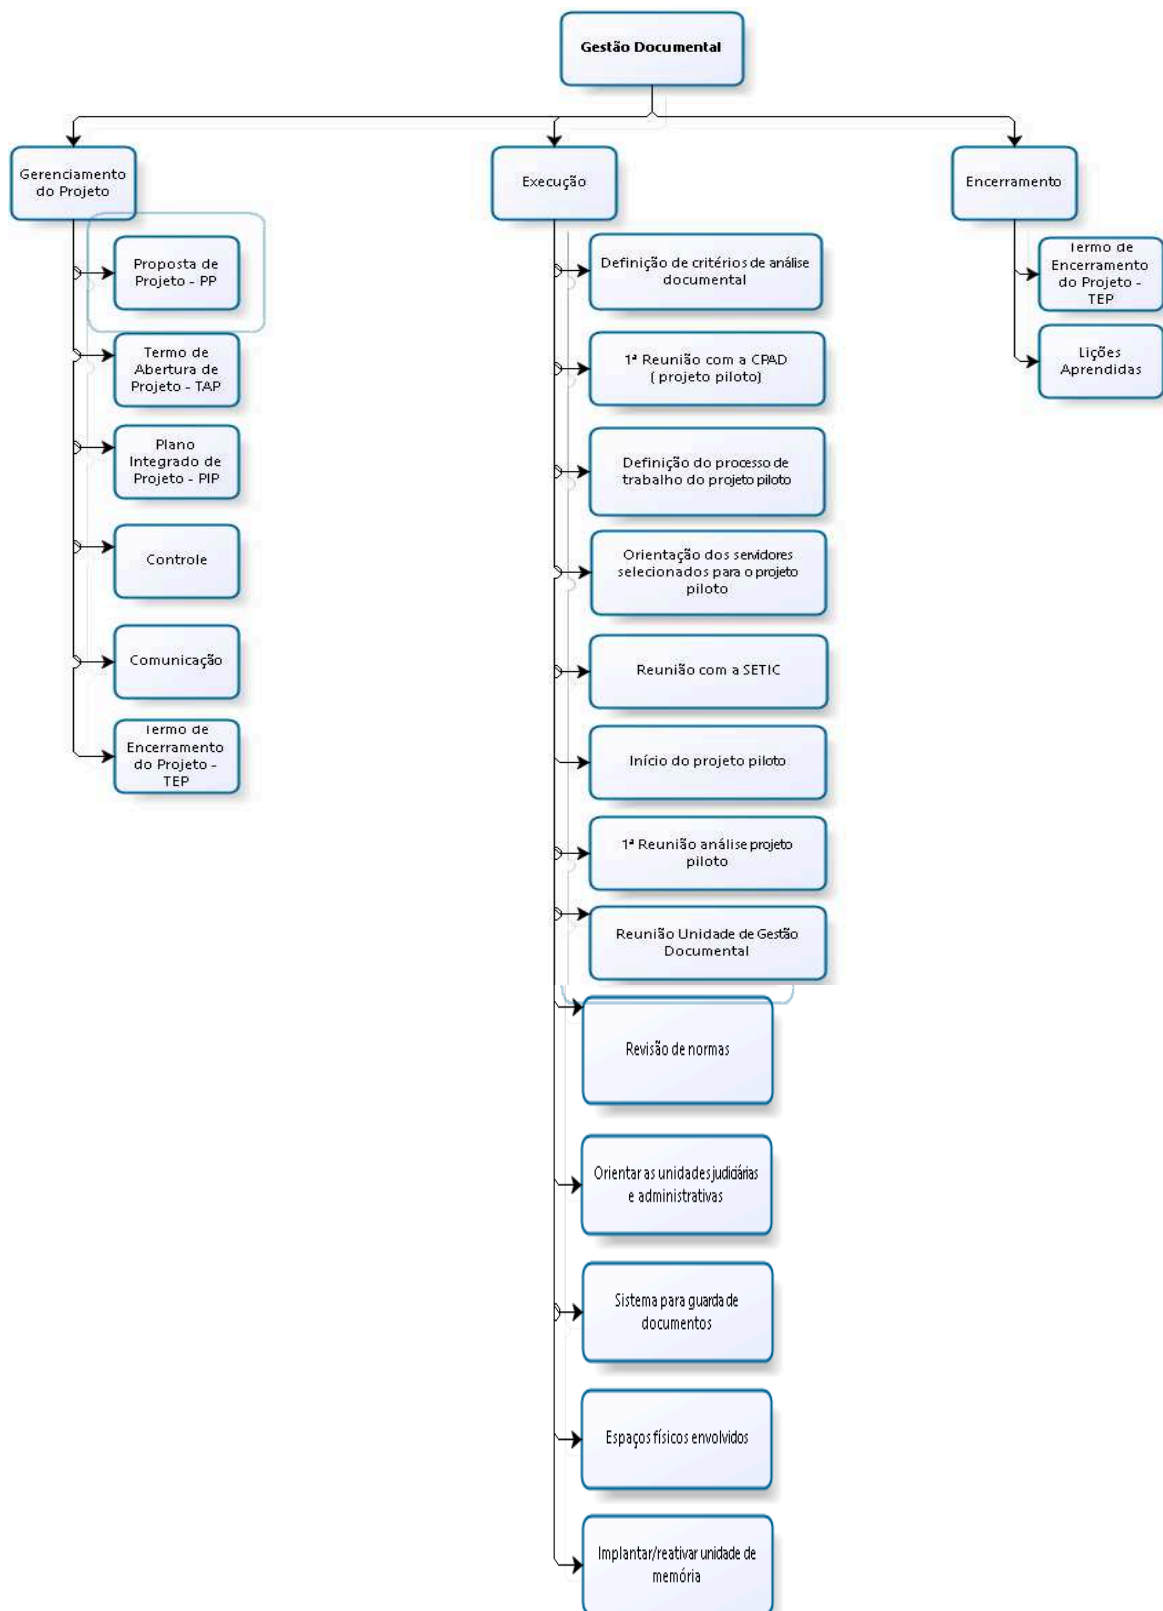 Gestão Documental
Gerenciamento
do Projeto
Proposta de
Projeto - PP
Termo de
Abertura de
Projeto - TAP
Plano
Integrado de
Projeto - PIP
Controle
Comunicação
Termo de
Encerramento
do Projeto -
TEP
Execução
Definição de critérios de análise
documental
1ª Reunião com a CPAD
( projeto piloto)
Definição do processo de
trabalho do projeto piloto
Orientação dos servidores
selecionados para o projeto
piloto
Reunião com a SETIC
Início do projeto piloto
1ª Reunião análise projeto
piloto
Reunião Unidade de Gestão
Documental
Revisão de normas
Orientar as unidades judiciárias
e administrativas
Sistema para guarda de
documentos
Espaços físicos envolvidos
Implantar/reativar unidade de
memória
Encerramento
Termo de
Encerramento
do Projeto -
TEP
Lições
Aprendidas